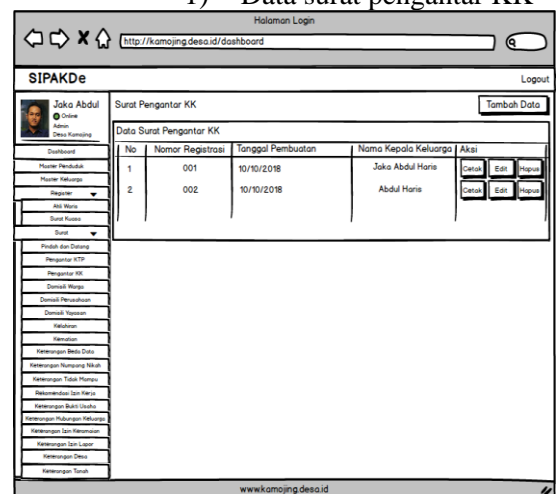 1) Data surat pengantar KK
Halaman Login
http://kamojing.desa.id/dashboard
SIPAKDe
Logout
Jaka Abdul
Online
Admin
Desa Kamojing
Surat Pengantar KK
Tambah Data
Data Surat Pengantar KK
No Nomor Registrasi Tanggal Pembuatan Nama Kepala Keluarga Aksi
1 001 10/10/2018 Jaka Abdul Haris Cetak Edit Hapus
2 002 10/10/2018 Abdul Haris Cetak Edit Hapus
Dashboard
Master Penduduk
Master Keluarga
Register
Ahli Waris
Surat Kuasa
Surat
Pindah dan Datang
Pengantar KTP
Pengantar KK
Domisili Warga
Domisili Perusahaan
Domisili Yayasan
Kelahiran
Kematian
Keterangan Beda Data
Keterangan Numpang Nikah
Keterangan Tidak Mampu
Rekomendasi Izin Kerja
Keterangan Bukti Usaha
Keterangan Hubungan Keluarga
Keterangan Izin Keramaian
Keterangan Izin Lapor
Keterangan Desa
Keterangan Tanah
www.kamojing.desa.id